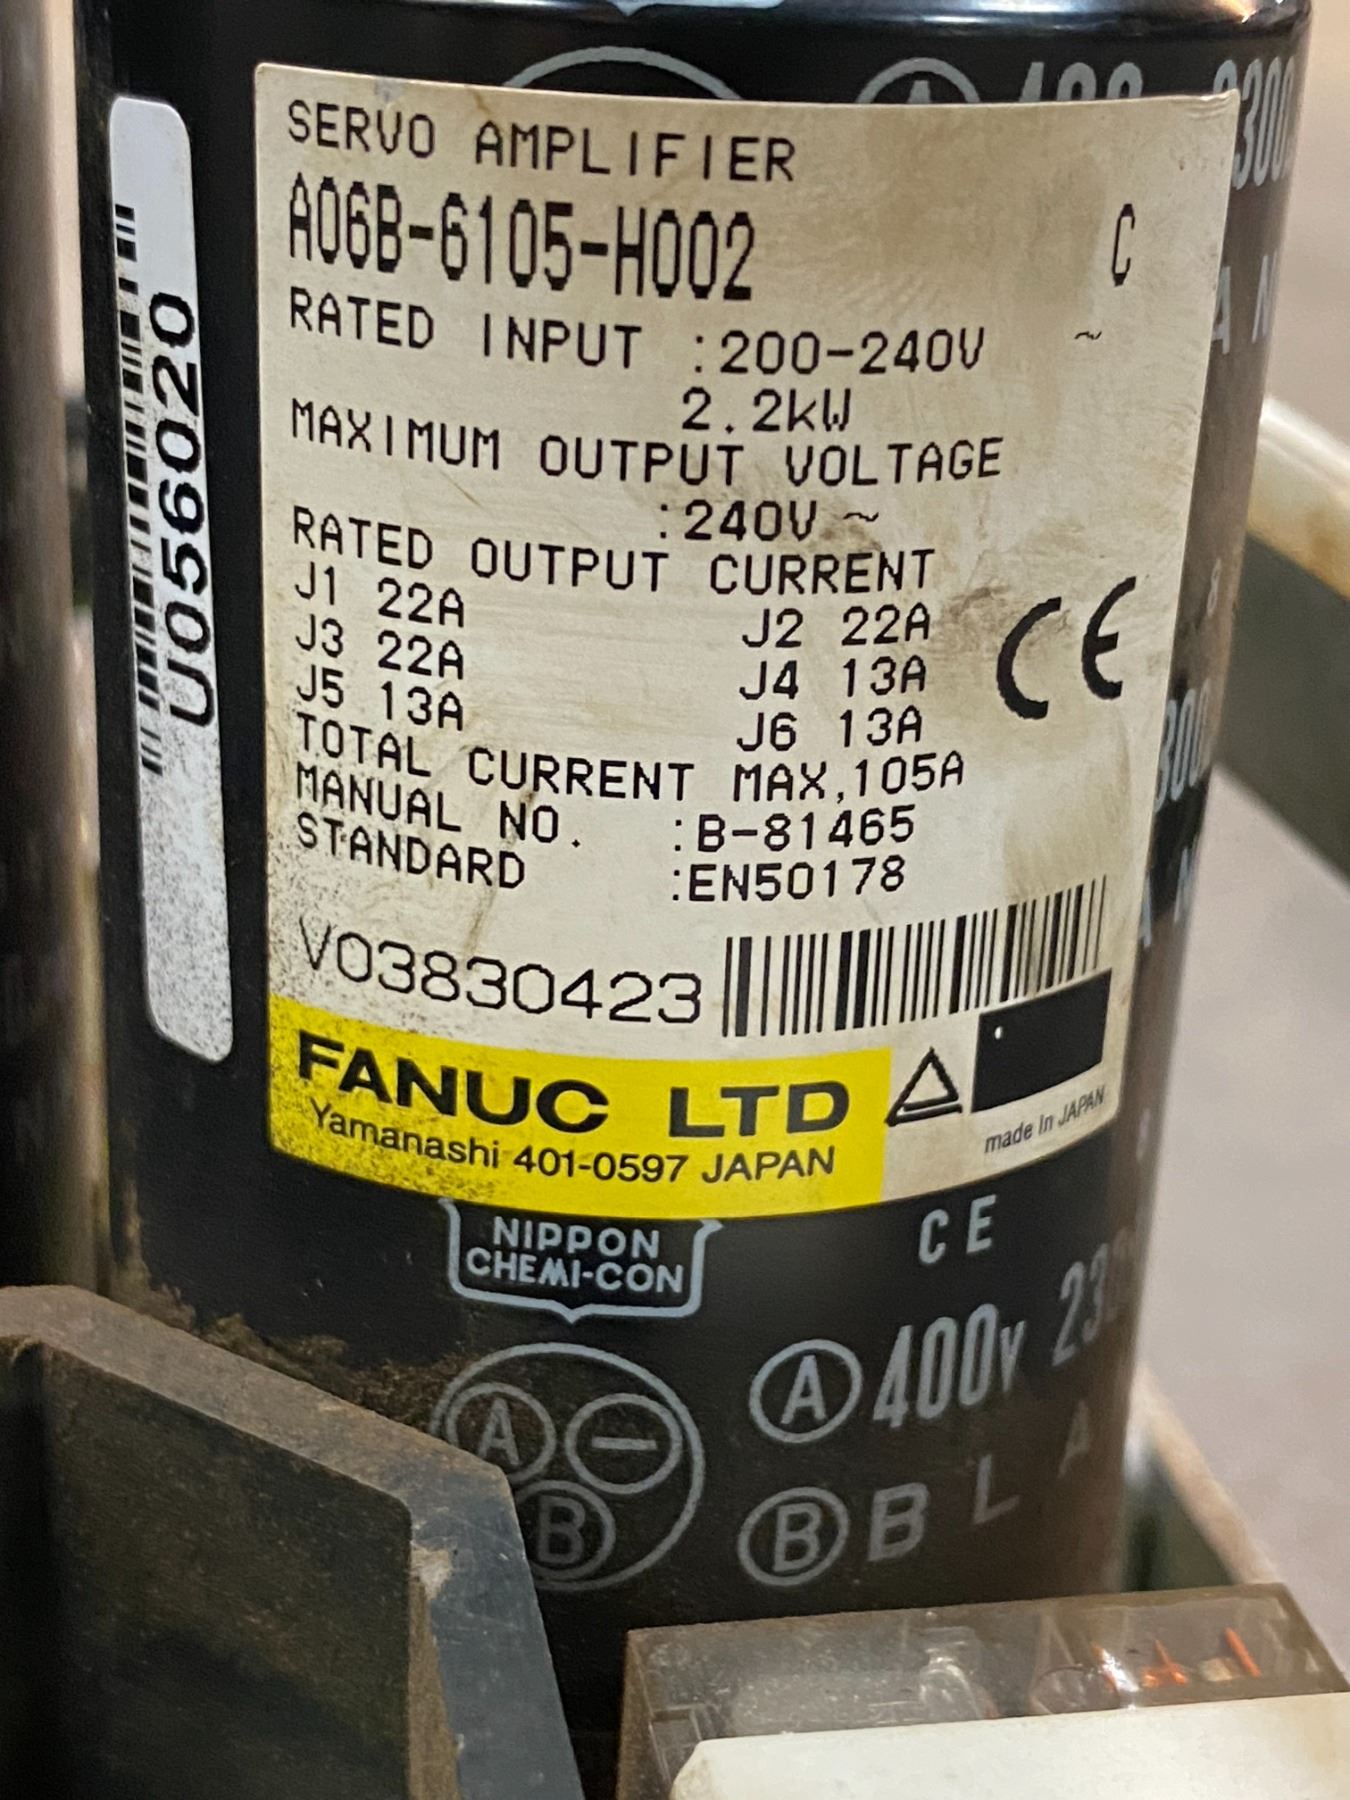 SERVO AMPLIFIER
A06B-6105-H002 C
RATED INPUT :200-240V ~
2.2kW
MAXIMUM OUTPUT VOLTAGE
:240V ~
RATED OUTPUT CURRENT
J1 22A J2 22A
J3 22A J4 13A
J5 13A J6 13A
TOTAL CURRENT MAX,105A
MANUAL NO. :B-81465
STANDARD :EN50178
CE
V03830423
FANUC LTD
Yamanashi 401-0597 JAPAN
made in JAPAN
U056020
NIPPON
CHEMI-CON
CE
A 400V
A - B
B B L A